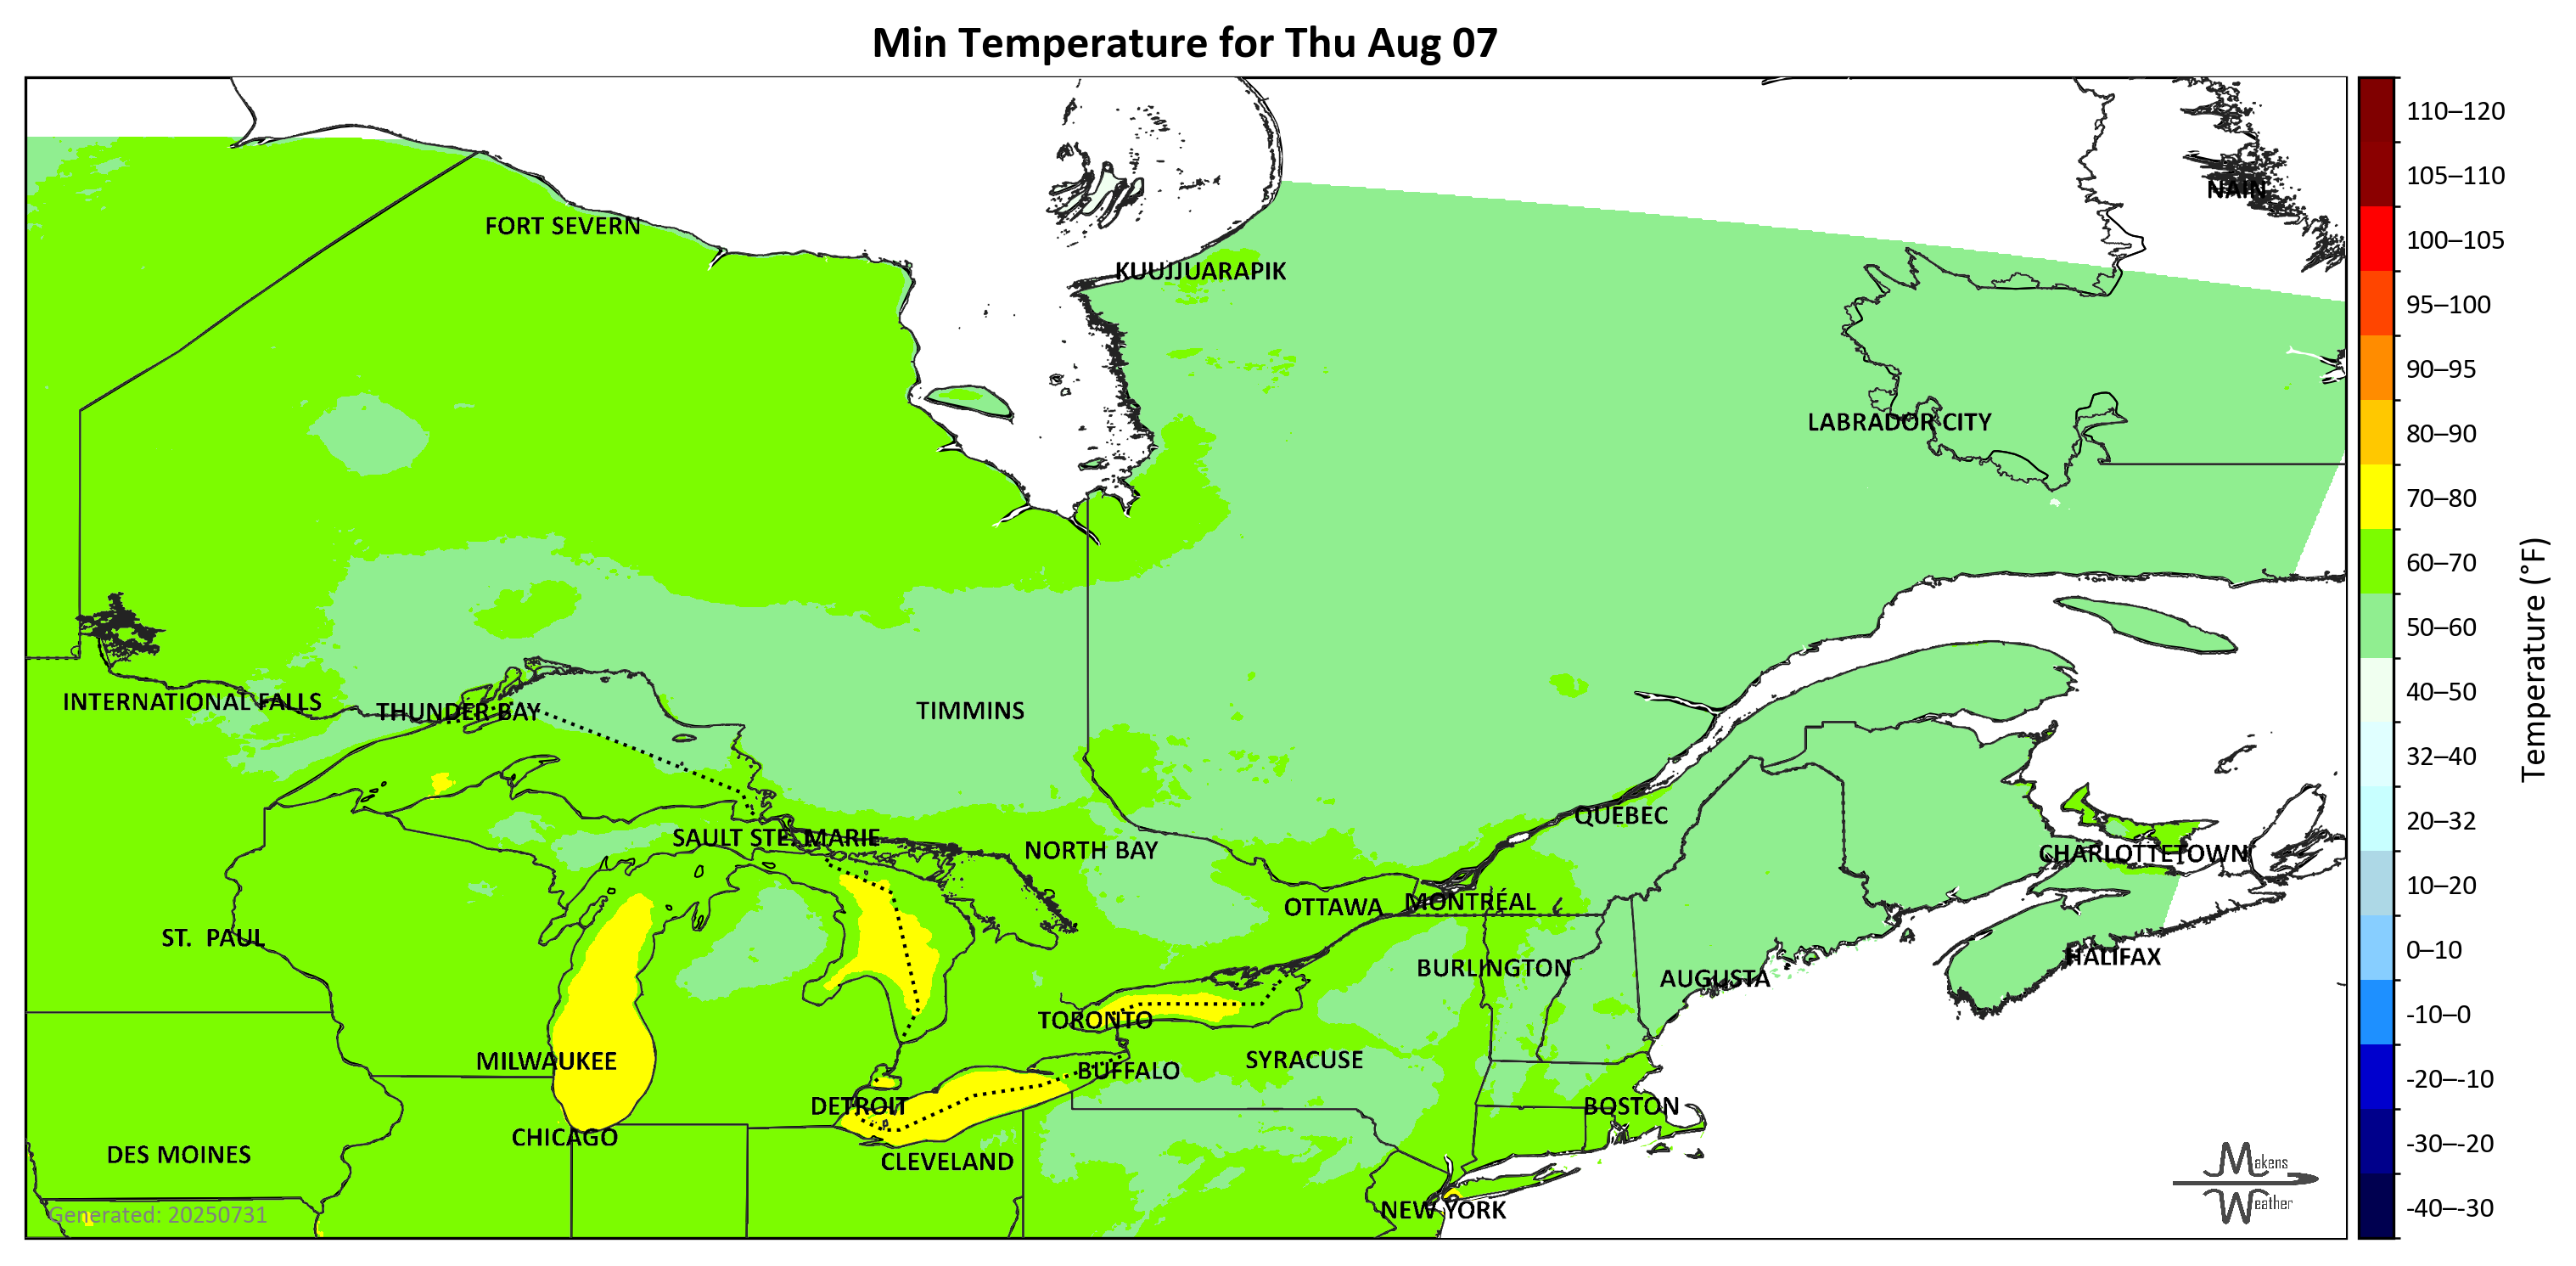 Min Temperature for Thu Aug 07
NAIN
FORT SEVERN
KUUJJUARAPIK
LABRADOR CITY
INTERNATIONAL FALLS
THUNDER BAY
TIMMINS
QUÉBEC
SAULT STE. MARIE
NORTH BAY
CHARLOTTETOWN
OTTAWA
MONTRÉAL
ST.  PAUL
HALIFAX
BURLINGTON
AUGUSTA
TORONTO
MILWAUKEE
SYRACUSE
BUFFALO
DETROIT
BOSTON
CHICAGO
DES MOINES
CLEVELAND
NEW YORK
Generated: 20250731
Makens
Weather
110–120
105–110
100–105
95–100
90–95
80–90
70–80
60–70
50–60
40–50
32–40
20–32
10–20
0–10
-10–0
-20–-10
-30–-20
-40–-30
Temperature (°F)